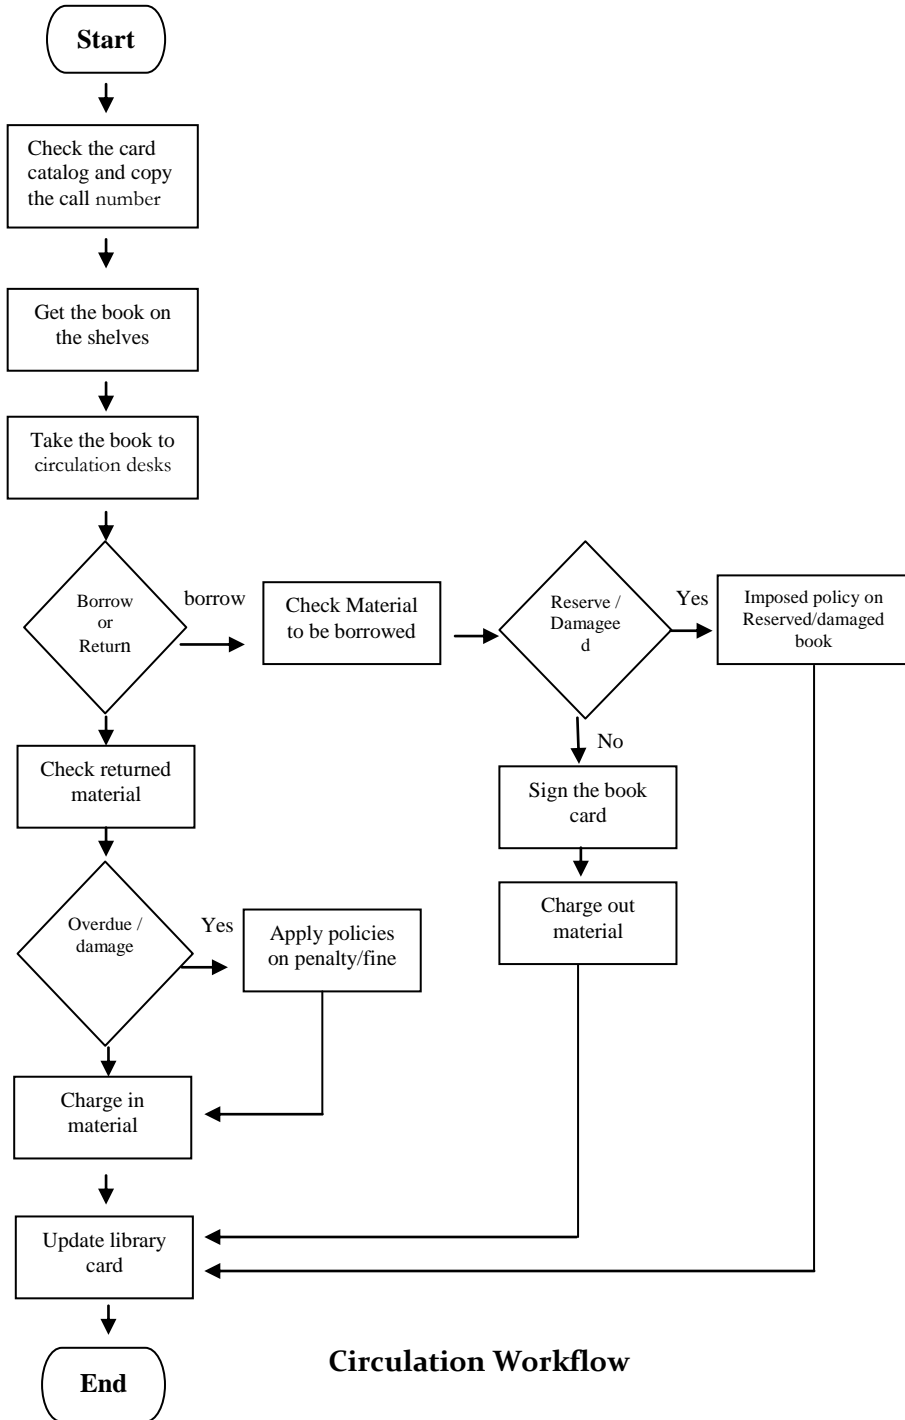 Start
Check the card
catalog and copy
the call number
Get the book on
the shelves
Take the book to
circulation desks
Borrow
or
Return
borrow
Check Material
to be borrowed
Reserve /
Damagee
d
Yes
Imposed policy on
Reserved/damaged
book
No
Check returned
material
Sign the book
card
Overdue /
damage
Yes
Apply policies
on penalty/fine
Charge out
material
Charge in
material
Update library
card
End
Circulation Workflow